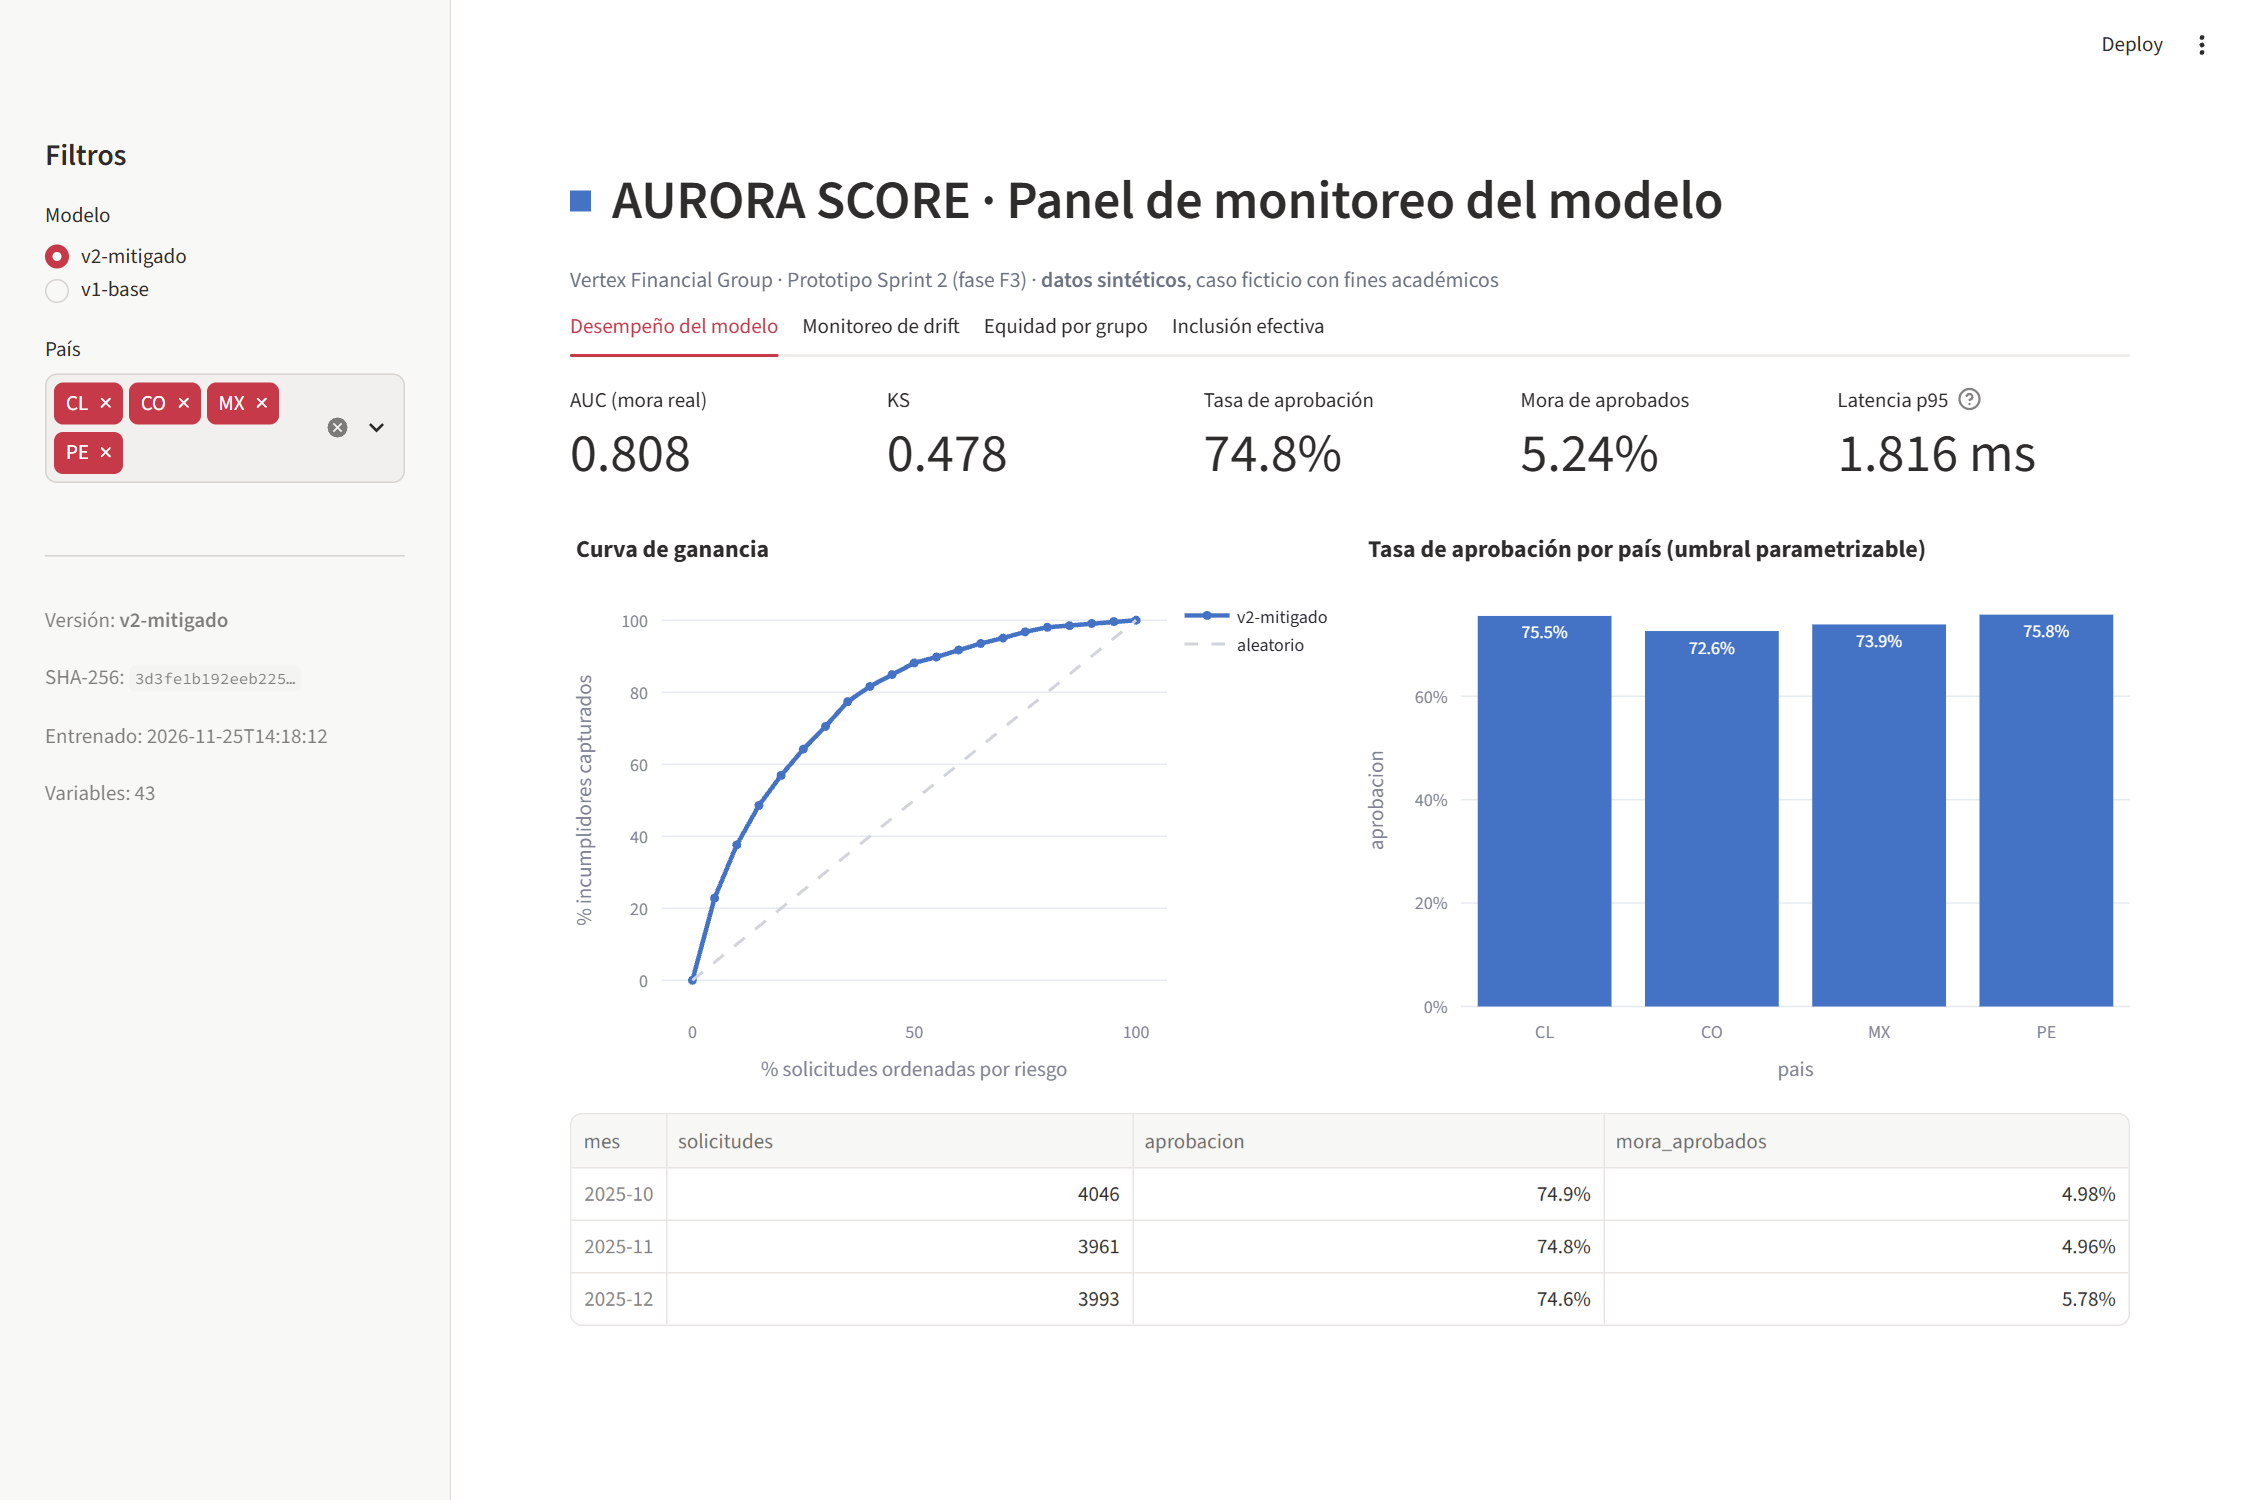 Deploy
Filtros
Modelo
v2-mitigado
v1-base
País
CL × CO × MX ×
PE ×
Versión: v2-mitigado
SHA-256: 3d3fe1b192eeb225…
Entrenado: 2026-11-25T14:18:12
Variables: 43
AURORA SCORE · Panel de monitoreo del modelo
Vertex Financial Group · Prototipo Sprint 2 (fase F3) · datos sintéticos, caso ficticio con fines académicos
Desempeño del modelo Monitoreo de drift Equidad por grupo Inclusión efectiva
AUC (mora real) KS Tasa de aprobación Mora de aprobados Latencia p95
0.808 0.478 74.8% 5.24% 1.816 ms
Curva de ganancia
v2-mitigado
aleatorio
100
80
60
40
20
0
% incumplidores capturados
0 50 100
% solicitudes ordenadas por riesgo
Tasa de aprobación por país (umbral parametrizable)
75.5% 72.6% 73.9% 75.8%
60%
40%
20%
0%
aprobacion
CL CO MX PE
pais
mes solicitudes aprobacion mora_aprobados
2025-10 4046 74.9% 4.98%
2025-11 3961 74.8% 4.96%
2025-12 3993 74.6% 5.78%